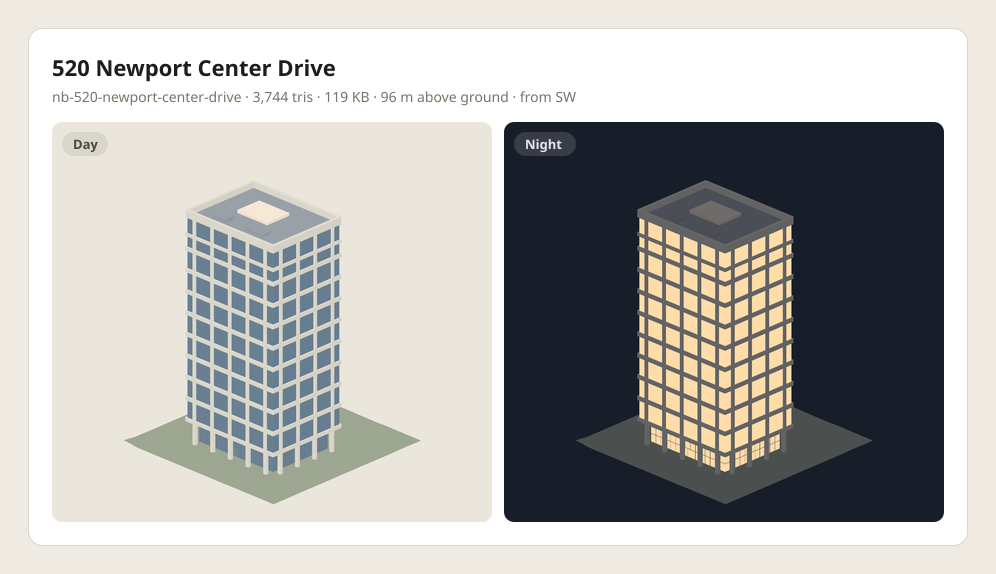 520 Newport Center Drive
nb-520-newport-center-drive · 3,744 tris · 119 KB · 96 m above ground · from SW
Day
Night